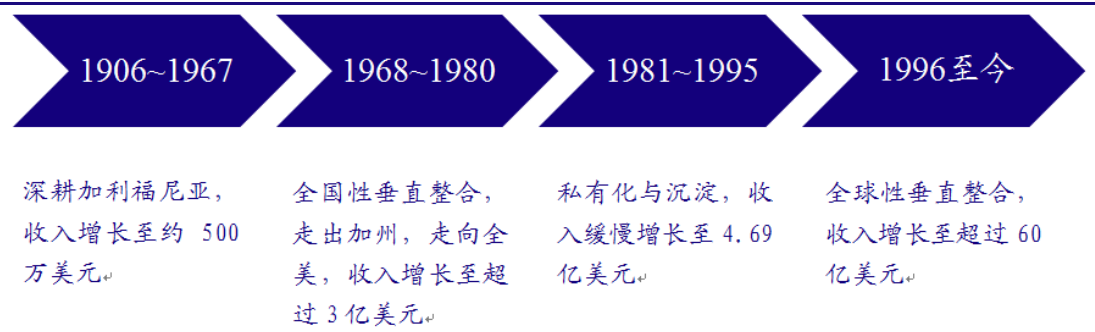 1906~1967
1968~1980
1981~1995
1996至今
深耕加利福尼亚，
收入增长至约 500
万美元
全国性垂直整合，
走出加州，走向全
美，收入增长至超
过 3 亿美元
私有化与沉淀，收
入缓慢增长至 4.69
亿美元
全球性垂直整合，
收入增长至超过 60
亿美元